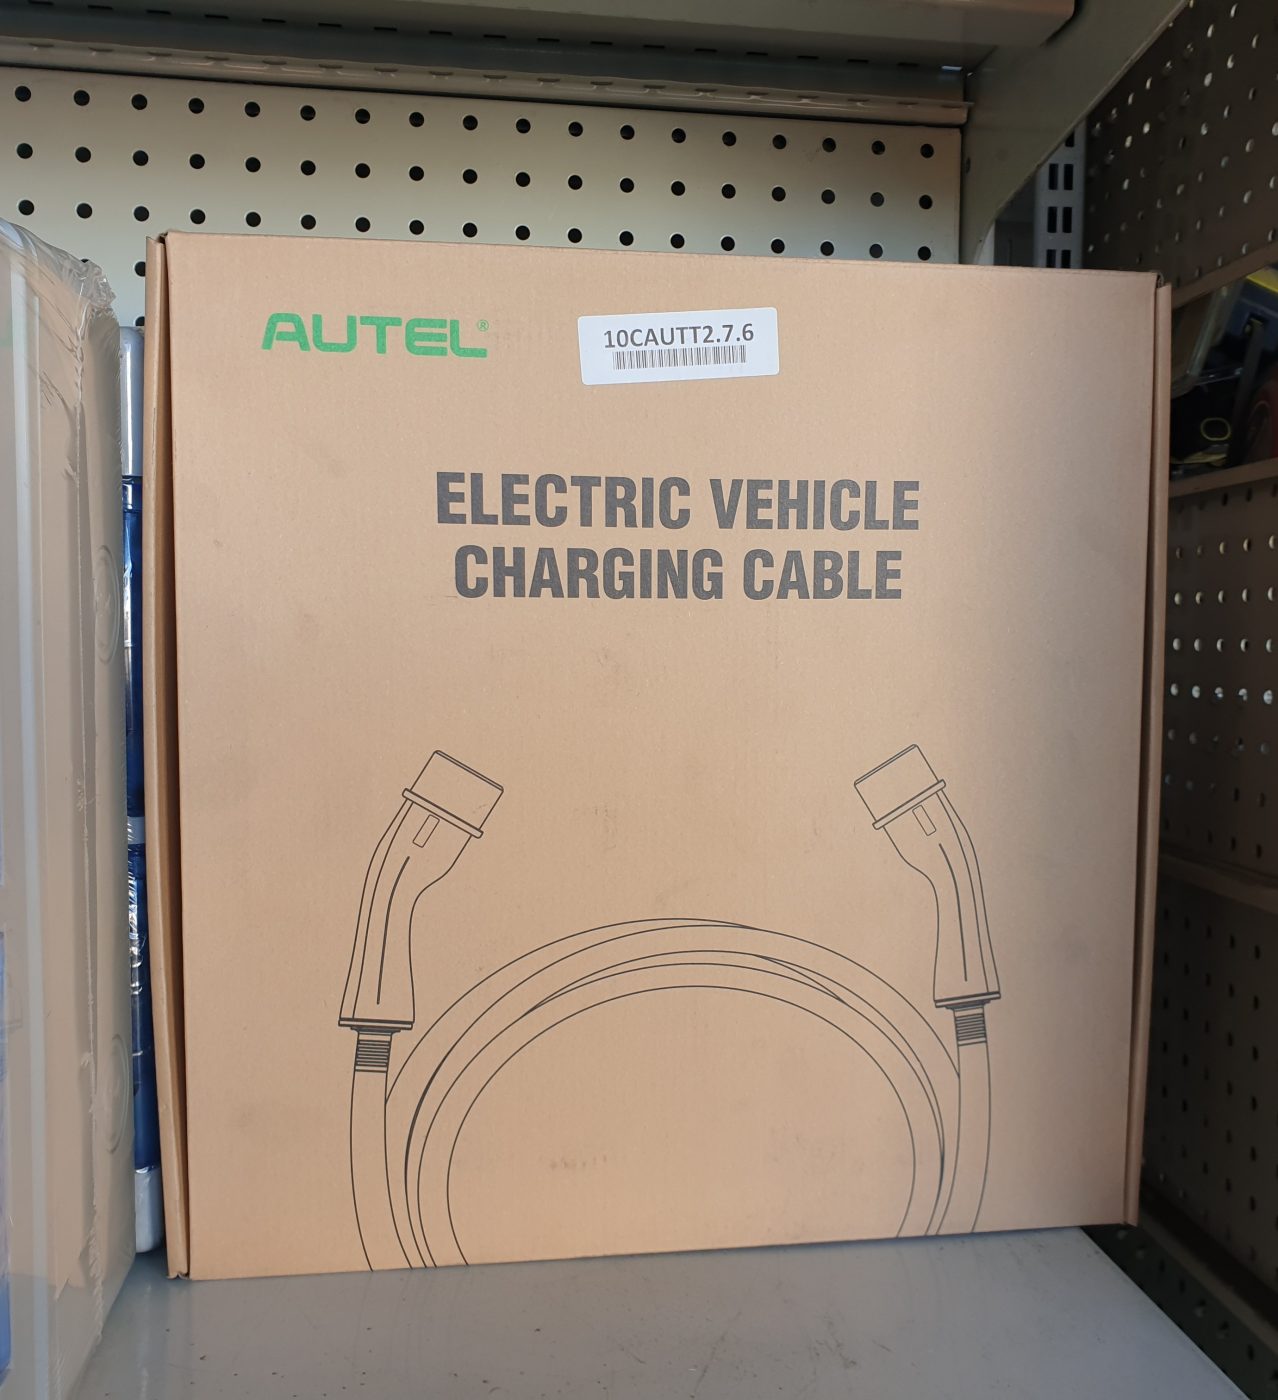 AUTEL®
10CAUTT2.7.6
ELECTRIC VEHICLE
CHARGING CABLE